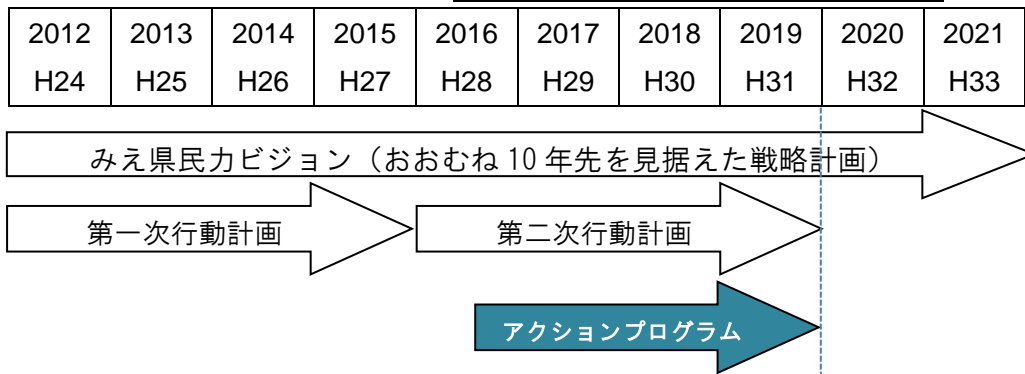 2012 2013 2014 2015 2016 2017 2018 2019 2020 2021
H24 H25 H26 H27 H28 H29 H30 H31 H32 H33
みえ県民力ビジョン（おおむね 10 年先を見据えた戦略計画）
第一次行動計画 第二次行動計画
アクションプログラム